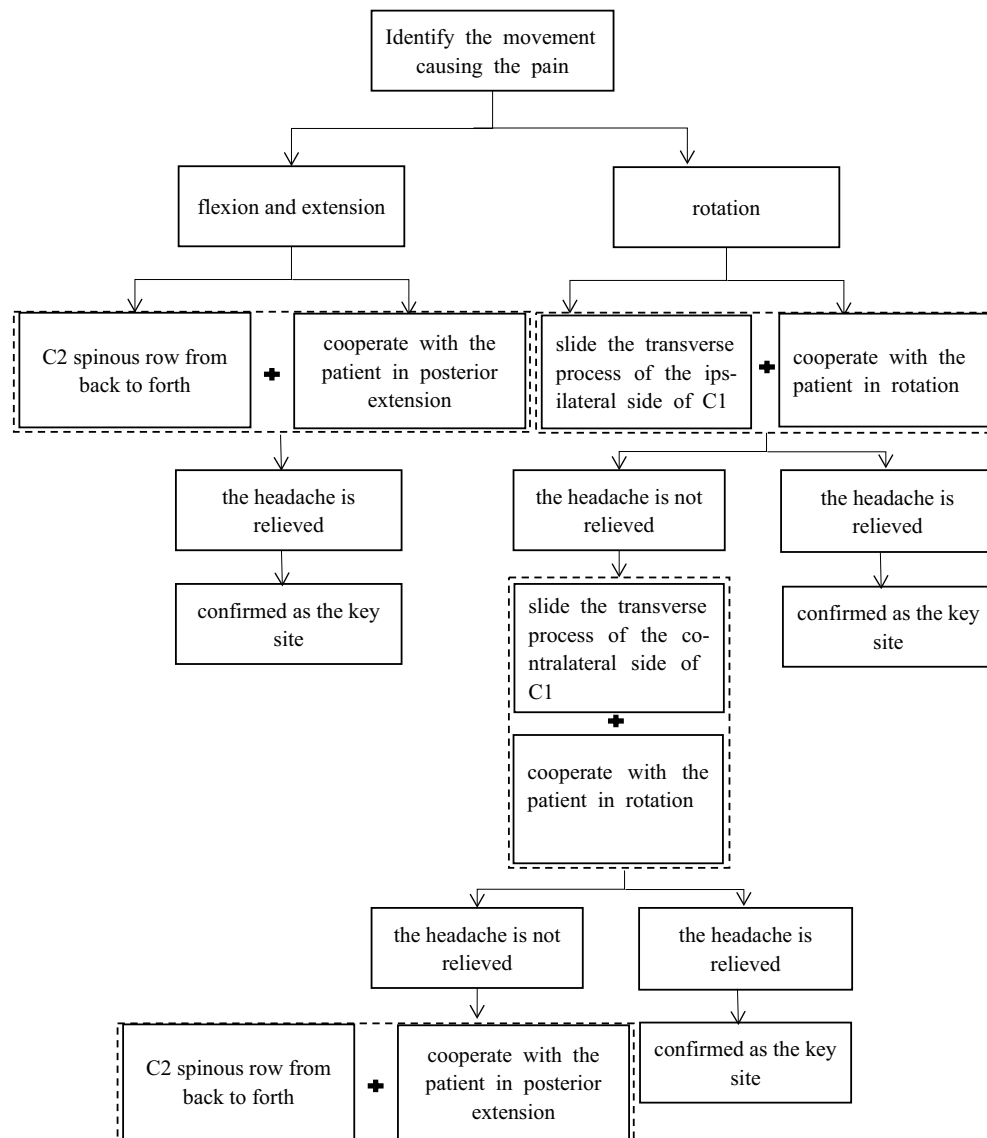 Identify the movement
causing the pain
flexion and extension
rotation
C2 spinous row from
back to forth
+
cooperate with the
patient in posterior
extension
slide the transverse
process of the ips-
ilateral side of C1
+
cooperate with the
patient in rotation
the headache is
relieved
the headache is not
relieved
the headache is
relieved
confirmed as the key
site
slide the transverse
process of the co-
ntralateral side of
C1
+
cooperate with the
patient in rotation
confirmed as the key
site
the headache is not
relieved
the headache is
relieved
C2 spinous row from
back to forth
+
cooperate with the
patient in posterior
extension
confirmed as the key
site